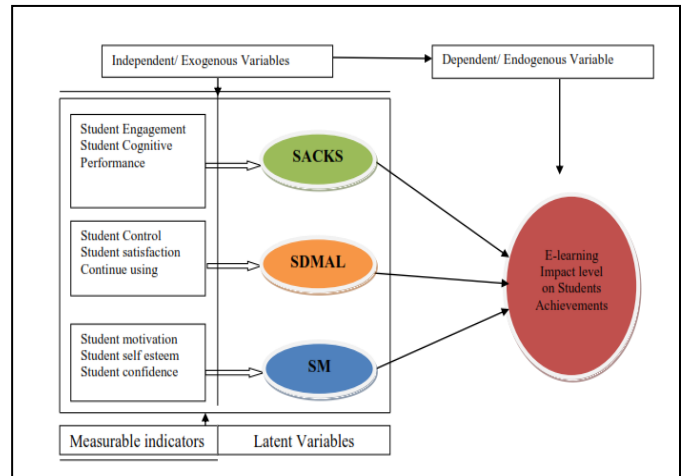 Independent/ Exogenous Variables
Dependent/ Endogenous Variable
Student Engagement
Student Cognitive
Performance
SACKS
Student Control
Student satisfaction
Continue using
SDMAL
E-learning
Impact level
on Students
Achievements
Student motivation
Student self esteem
Student confidence
SM
Measurable indicators
Latent Variables